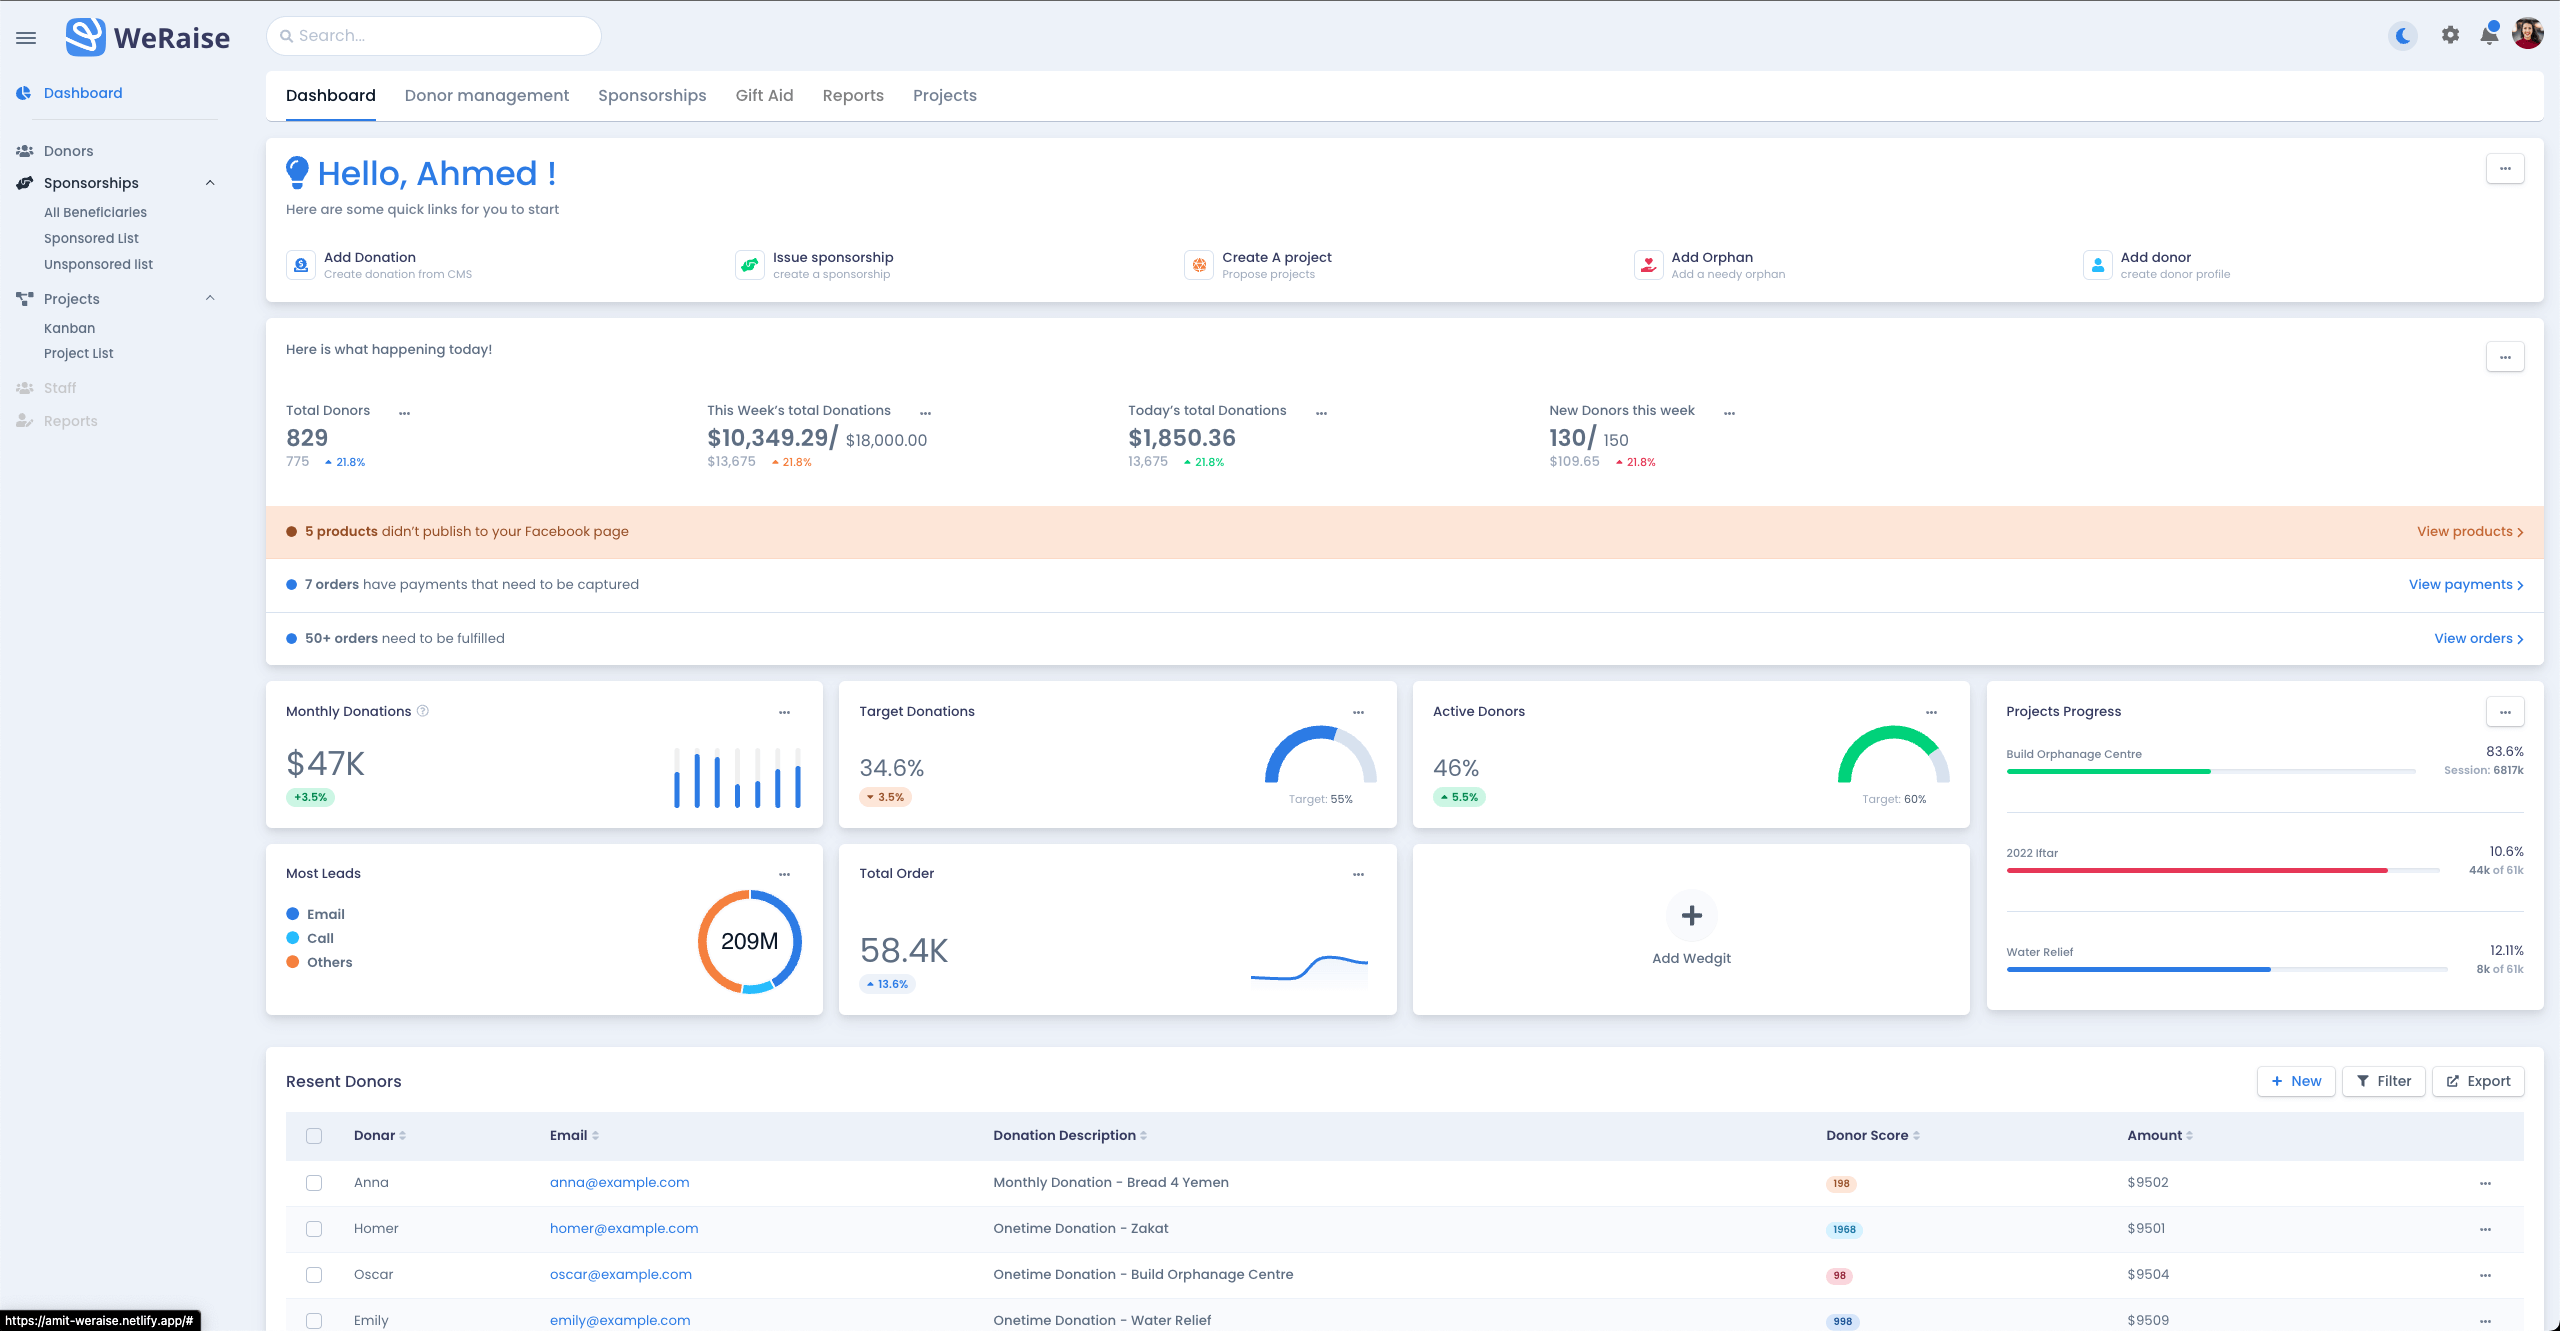 WeRaise
Search...
Dashboard
Donors
Sponsorships
All Beneficiaries
Sponsored List
Unsponsored list
Projects
Kanban
Project List
Staff
Reports
Dashboard Donor management Sponsorships Gift Aid Reports Projects
Hello, Ahmed !
...
Here are some quick links for you to start
Add Donation
Create donation from CMS
Issue sponsorship
create a sponsorship
Create A project
Propose projects
Add Orphan
Add a needy orphan
Add donor
create donor profile
Here is what happening today!
...
Total Donors ...
829
775 21.8%
This Week's total Donations ...
$10,349.29/ $18,000.00
$13,675 21.8%
Today's total Donations ...
$1,850.36
13,675 21.8%
New Donors this week ...
130/ 150
$109.65 21.8%
5 products didn't publish to your Facebook page View products
7 orders have payments that need to be captured View payments
50+ orders need to be fulfilled View orders
Monthly Donations ? ...
$47K
+3.5%
Target Donations ...
34.6%
3.5%
Target: 55%
Active Donors ...
46%
5.5%
Target: 60%
Projects Progress ...
Build Orphanage Centre 83.6%
Session: 6817k
2022 Iftar 10.6%
44k of 61k
Water Relief 12.11%
8k of 61k
Most Leads ...
Email
Call
Others
209M
Total Order ...
58.4K
13.6%
+
Add Wedgit
Resent Donors + New Filter Export
Donar Email Donation Description Donor Score Amount
Anna anna@example.com Monthly Donation - Bread 4 Yemen 198 $9502 ...
Homer homer@example.com Onetime Donation - Zakat 1968 $9501 ...
Oscar oscar@example.com Onetime Donation - Build Orphanage Centre 98 $9504 ...
Emily emily@example.com Onetime Donation - Water Relief 998 $9509 ...
https://amit-weraise.netlify.app/#